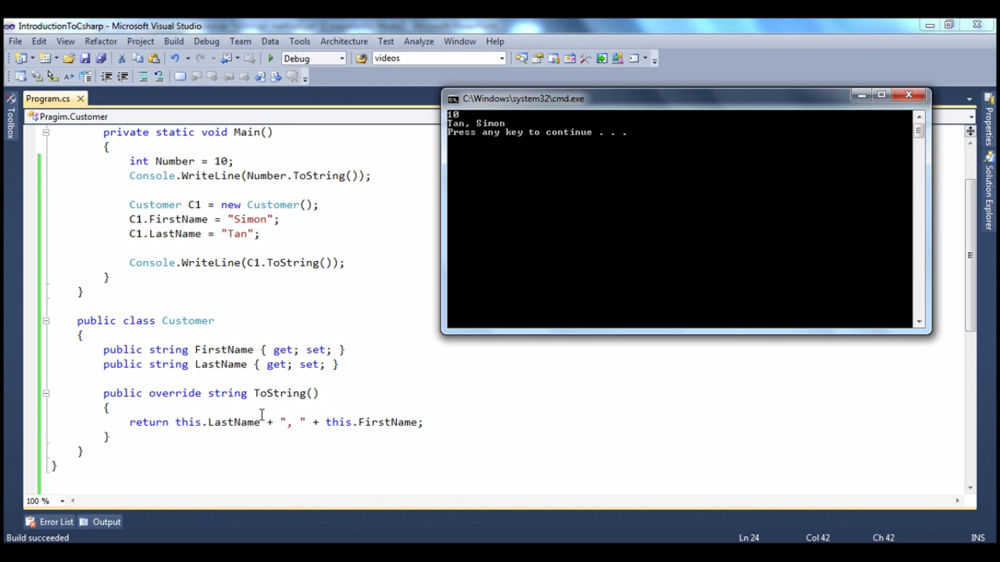 IntroductionToCsharp - Microsoft Visual Studio
File Edit View Refactor Project Build Debug Team Data Tools Architecture Test Analyze Window Help
Debug videos
Program.cs
Pragim.Customer
Toolbox
Properties
Solution Explorer
private static void Main()
{
int Number = 10;
Console.WriteLine(Number.ToString());
Customer C1 = new Customer();
C1.FirstName = "Simon";
C1.LastName = "Tan";
Console.WriteLine(C1.ToString());
}
}
public class Customer
{
public string FirstName { get; set; }
public string LastName { get; set; }
public override string ToString()
{
return this.LastName + ", " + this.FirstName;
}
}
}
C:\Windows\system32\cmd.exe
10
Tan, Simon
Press any key to continue . . .
100 %
Error List Output
Build succeeded Ln 24 Col 42 Ch 42 INS